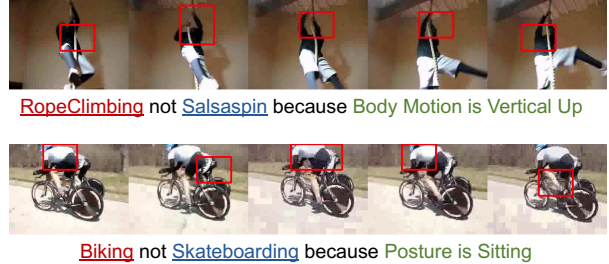 RopeClimbing not Salsaspin because Body Motion is Vertical Up
Biking not Skateboarding because Posture is Sitting